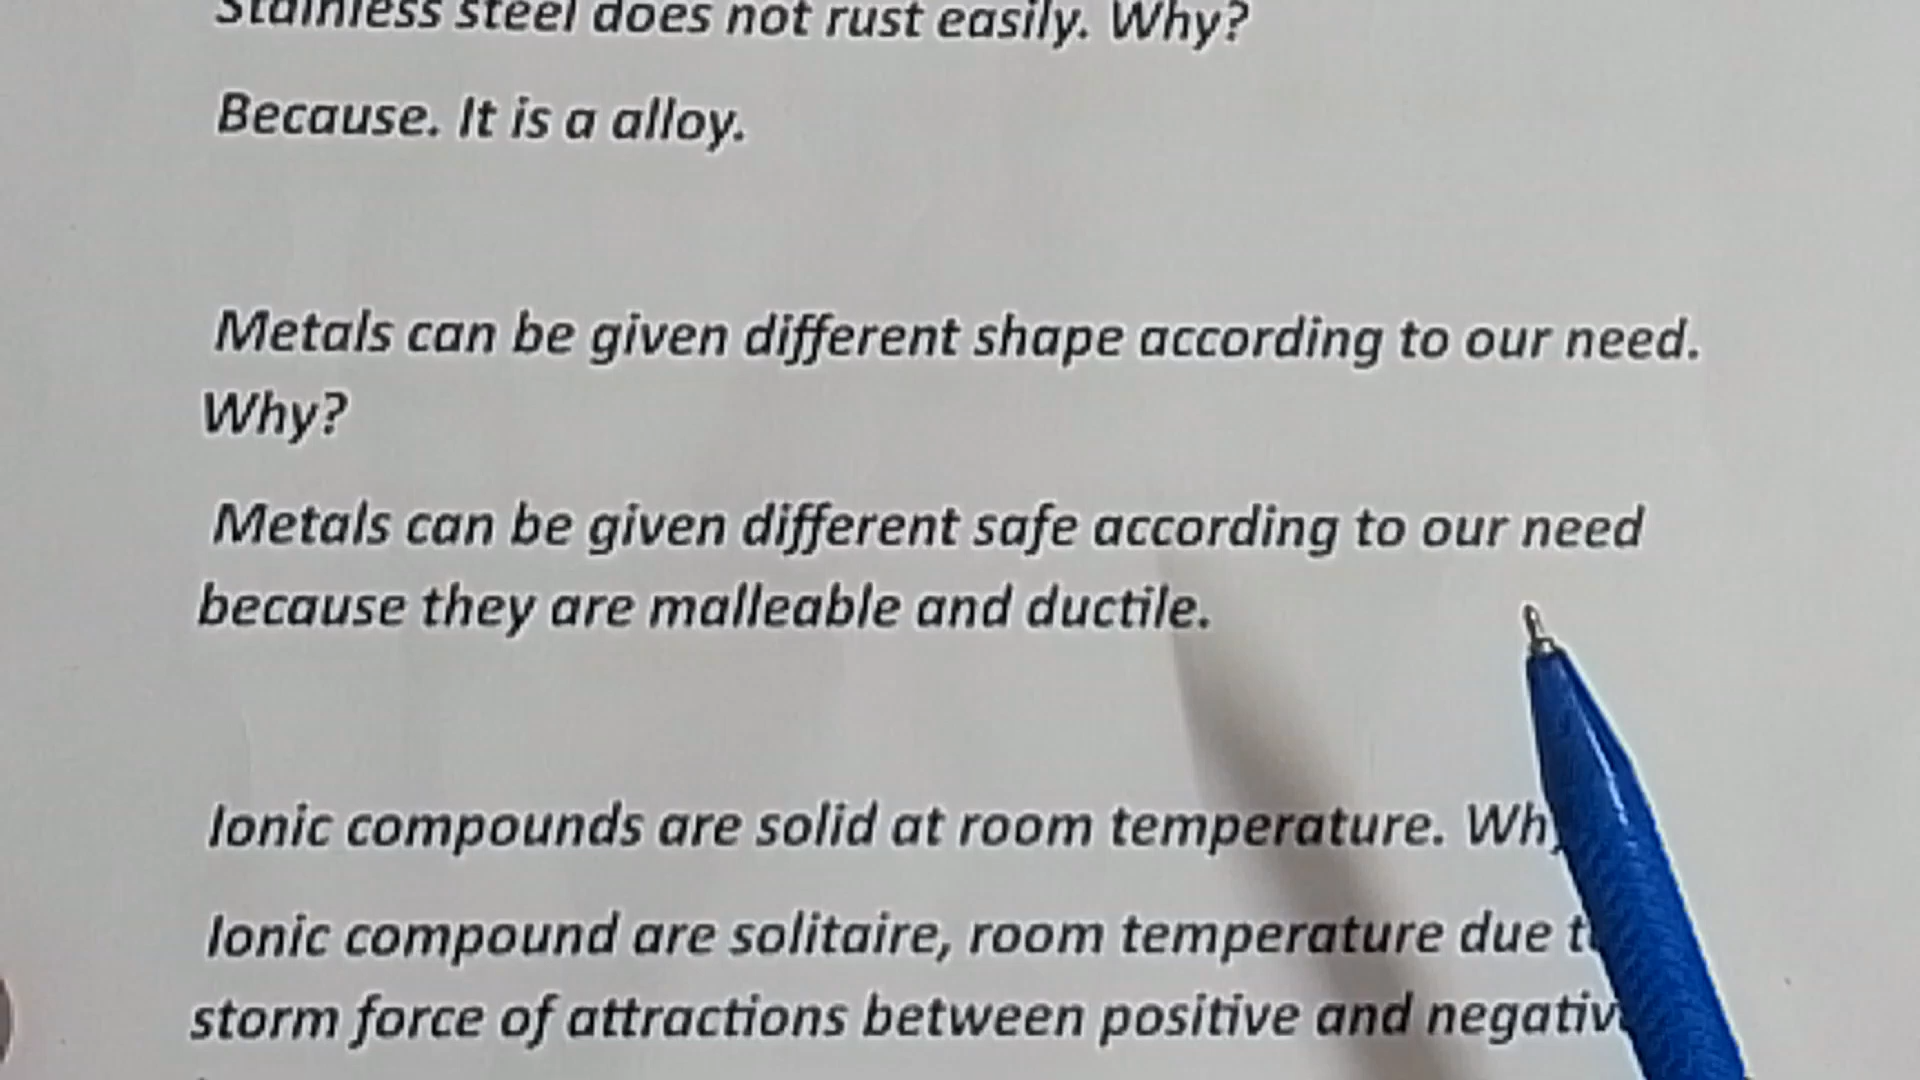 Stainless steel does not rust easily. Why?
Because. It is a alloy.
Metals can be given different shape according to our need.
Why?
Metals can be given different safe according to our need
because they are malleable and ductile.
Ionic compounds are solid at room temperature.
Ionic compound are solitaire, room temperature due
storm force of attractions between positive and